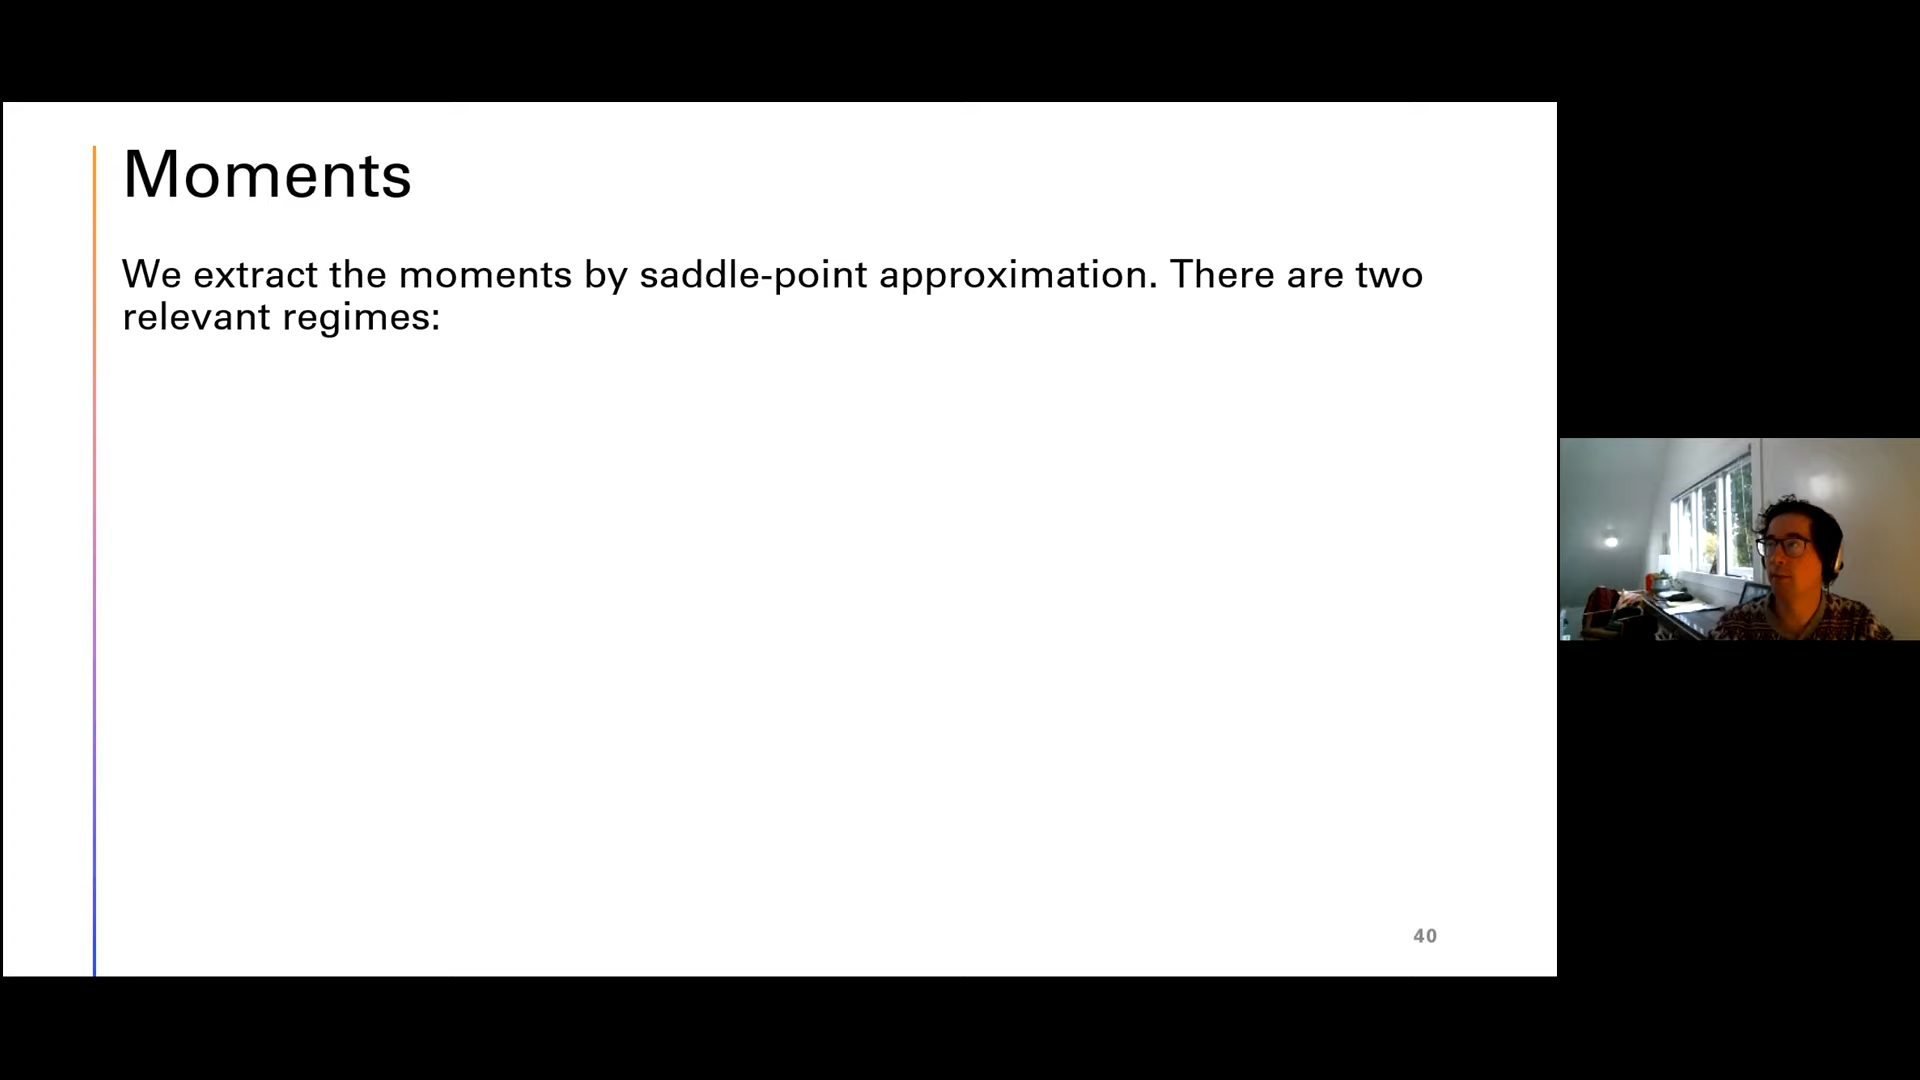 Moments
We extract the moments by saddle-point approximation. There are two
relevant regimes:
40